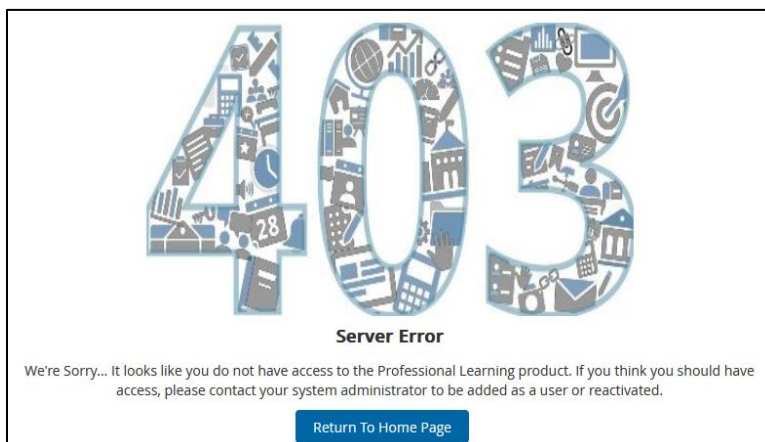 403
28
Server Error
We're Sorry... It looks like you do not have access to the Professional Learning product. If you think you should have
access, please contact your system administrator to be added as a user or reactivated.
Return To Home Page